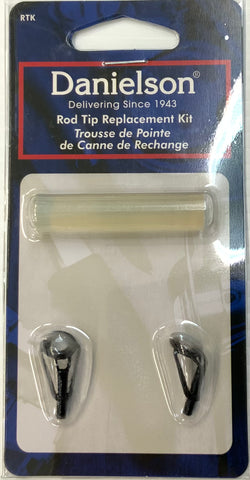 RTK
Danielson®
Delivering Since 1943
Rod Tip Replacement Kit
Trousse de Pointe
de Canne de Rechange